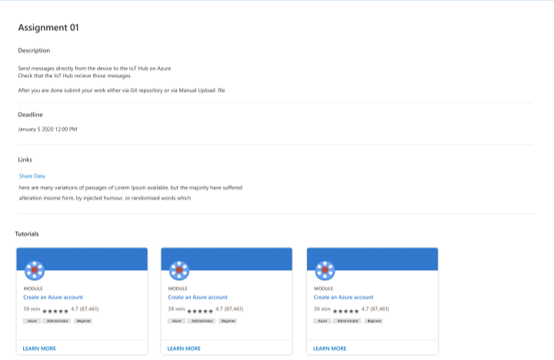 Assignment 01
Description
Send messages directly from the device to the IoT Hub on Azure
Check that the IoT Hub recieve those messages.
After you are done submit your work either via Git repository or via Manual Upload .file
Deadline
January 5 2020 12:00 PM
Links
Share Data
here are many variations of passages of Lorem Ipsum available, but the majority have suffered
alteration insome form, by injected humour, or randomised words which
Tutorials
MODULE
Create an Azure account
39 min ★★★★★ 4.7 (87,461)
Azure Administrator Beginner
LEARN MORE
MODULE
Create an Azure account
39 min ★★★★★ 4.7 (87,461)
Azure Administrator Beginner
LEARN MORE
MODULE
Create an Azure account
39 min ★★★★★ 4.7 (87,461)
Azure Administrator Beginner
LEARN MORE